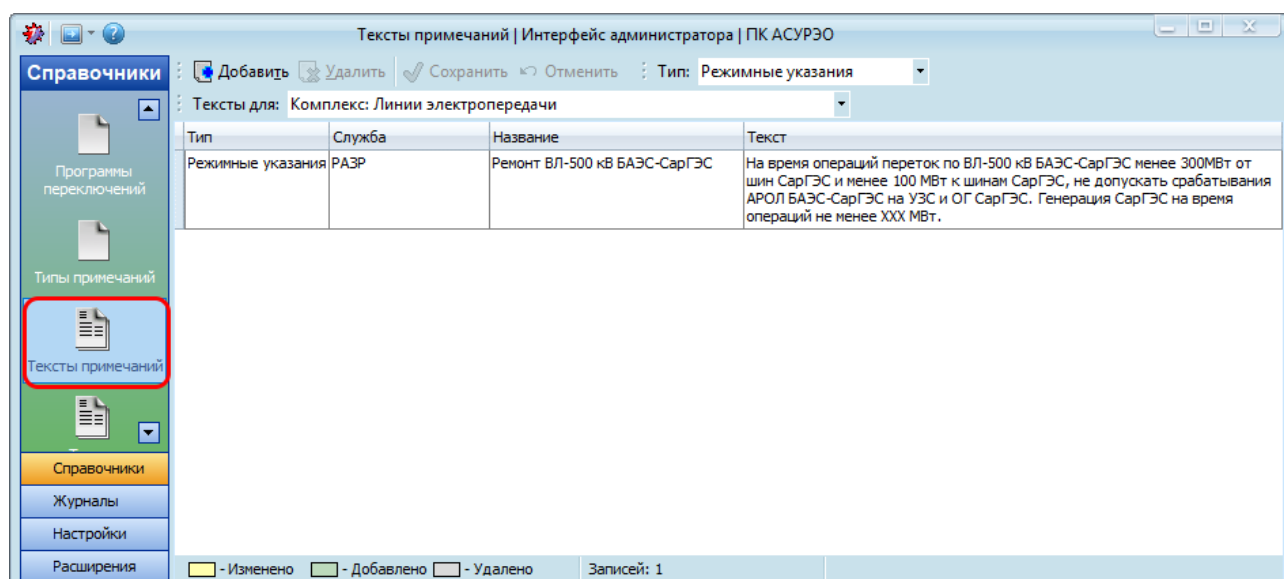 Тексты примечаний | Интерфейс администратора | ПК АСУРЭО
Справочники
Добавить Удалить Сохранить Отменить Тип: Режимные указания
Тексты для: Комплекс: Линии электропередачи
Тип Служба Название Текст
Режимные указания РАЗР Ремонт ВЛ-500 кВ БАЭС-СарГЭС На время операций переток по ВЛ-500 кВ БАЭС-СарГЭС менее 300МВт от
шин СарГЭС и менее 100 МВт к шинам СарГЭС, не допускать срабатывания
АРОЛ БАЭС-СарГЭС на УЗС и ОГ СарГЭС. Генерация СарГЭС на время
операций не менее XXX МВт.
Программы
переключений
Типы примечаний
Тексты примечаний
Справочники
Журналы
Настройки
Расширения
- Изменено - Добавлено - Удалено Записей: 1